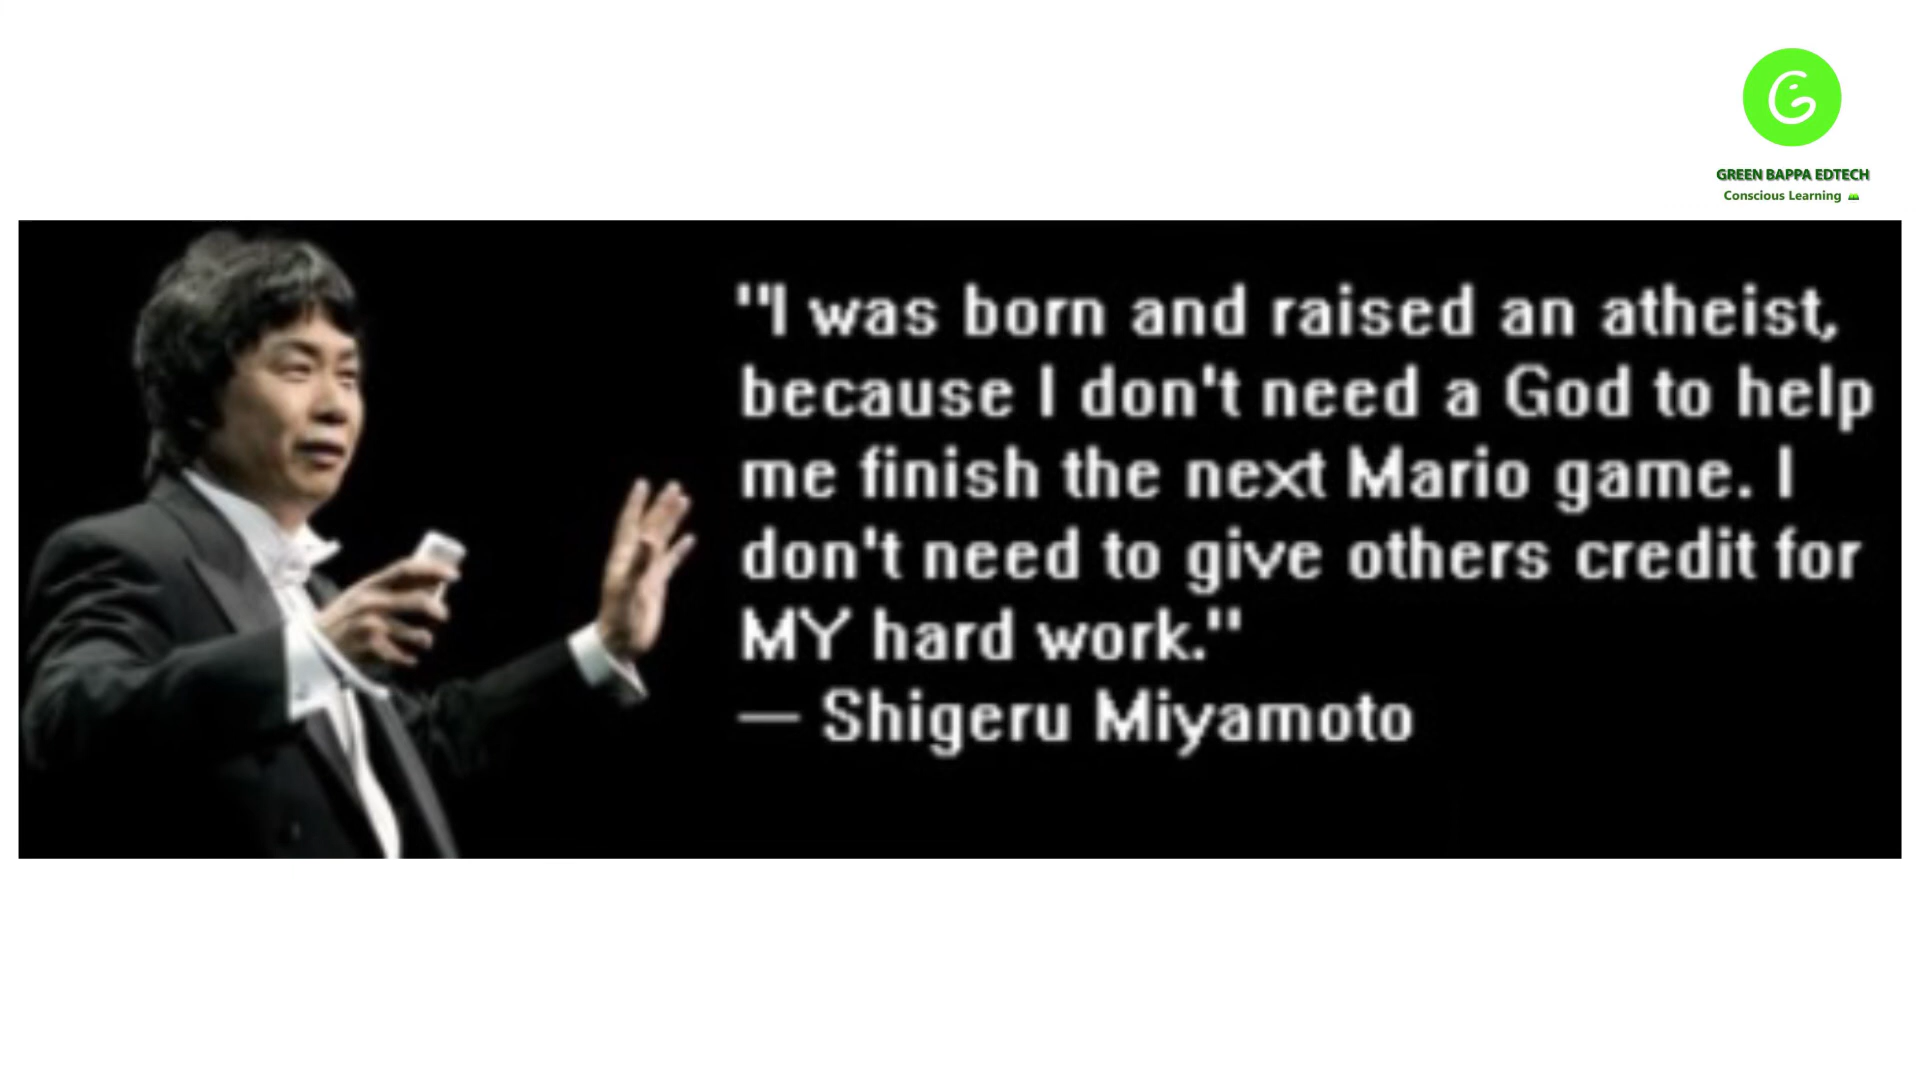 GREEN BAPPA EDTECH
Conscious Learning
"I was born and raised an atheist,
because I don't need a God to help
me finish the next Mario game. I
don't need to give others credit for
MY hard work."
— Shigeru Miyamoto